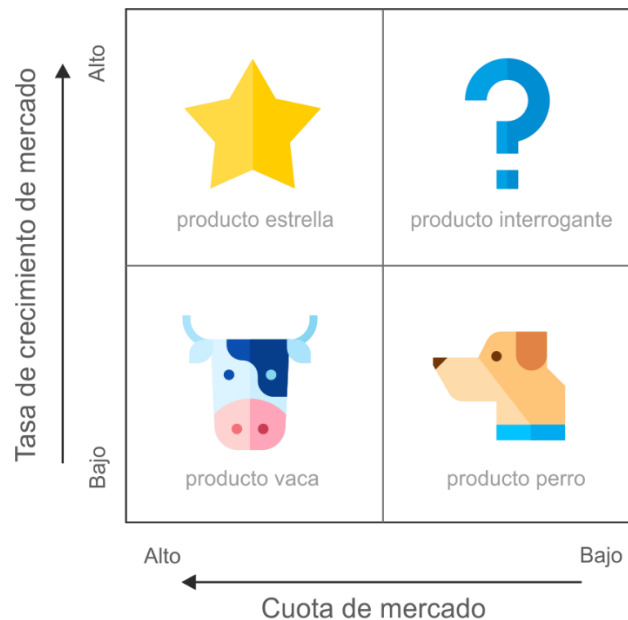 Tasa de crecimiento de mercado
Alto
Bajo
producto estrella
producto interrogante
producto vaca
producto perro
Alto
Bajo
Cuota de mercado